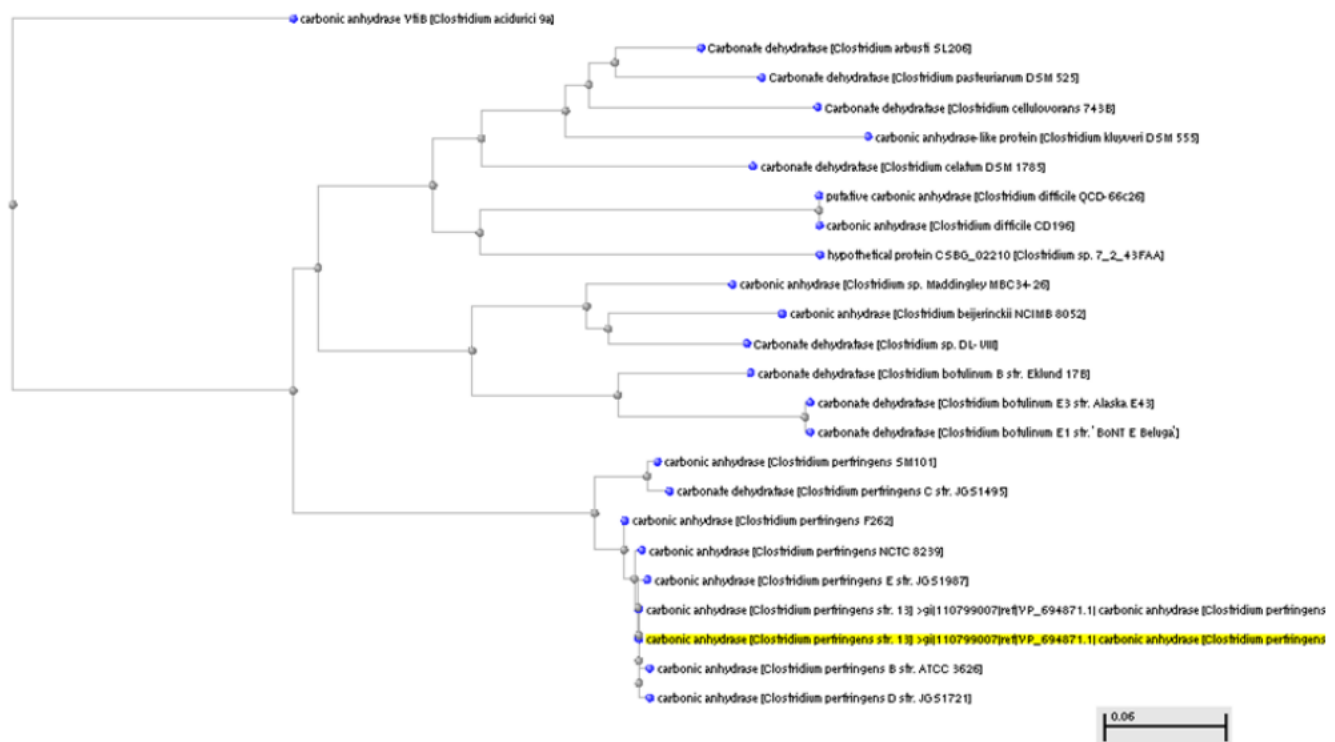 carbonic anhydrase YtiB [Clostridium acidurici 9a]
Carbonate dehydratase [Clostridium arbusti SL206]
Carbonate dehydratase [Clostridium pasteurianum DSM 525]
Carbonate dehydratase [Clostridium cellulovorans 743B]
carbonic anhydrase-like protein [Clostridium kluyveri DSM 555]
carbonate dehydratase [Clostridium celatum DSM 1785]
putative carbonic anhydrase [Clostridium difficile QCD-66c26]
carbonic anhydrase [Clostridium difficile CD196]
hypothetical protein CSBG_02210 [Clostridium sp. 7_2_43FAA]
carbonic anhydrase [Clostridium sp. Maddingley MBC34-26]
carbonic anhydrase [Clostridium beijerinckii NCIMB 8052]
Carbonate dehydratase [Clostridium sp. DL-VIII]
carbonate dehydratase [Clostridium botulinum B str. Eklund 17B]
carbonate dehydratase [Clostridium botulinum E3 str. Alaska E43]
carbonate dehydratase [Clostridium botulinum E1 str.' BoNT E Beluga']
carbonic anhydrase [Clostridium perfringens SM101]
carbonate dehydratase [Clostridium perfringens C str. JGS1495]
carbonic anhydrase [Clostridium perfringens F262]
carbonic anhydrase [Clostridium perfringens NCTC 8239]
carbonic anhydrase [Clostridium perfringens E str. JGS1987]
carbonic anhydrase [Clostridium perfringens str. 13] >gi|110799007|ref|YP_694871.1| carbonic anhydrase [Clostridium perfringens
carbonic anhydrase [Clostridium perfringens str. 13] >gi|110799007|ref|YP_694871.1| carbonic anhydrase [Clostridium perfringens
carbonic anhydrase [Clostridium perfringens B str. ATCC 3626]
carbonic anhydrase [Clostridium perfringens D str. JGS1721]
0.06